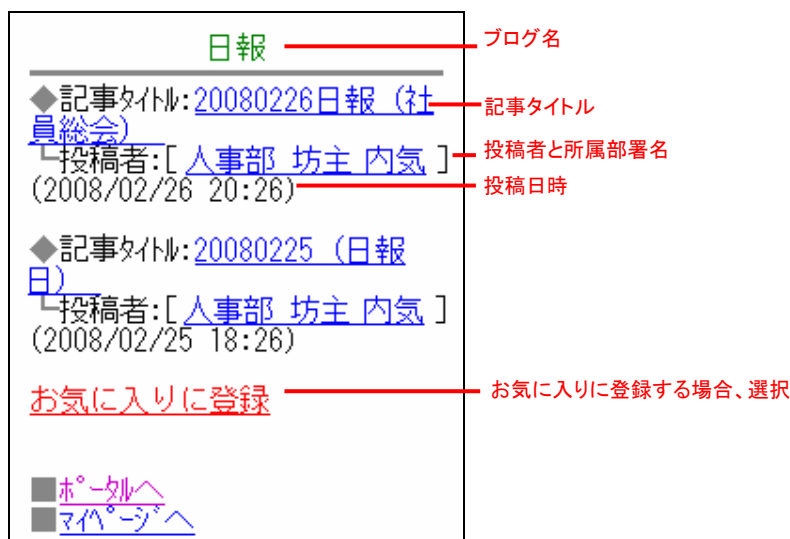 日報
ブログ名
◆記事ﾀｲﾄﾙ:20080226日報（社
員総会）
記事タイトル
└投稿者:[ 人事部 坊主 内気 ]
投稿者と所属部署名
(2008/02/26 20:26)
投稿日時
◆記事ﾀｲﾄﾙ:20080225（日報
日）
└投稿者:[ 人事部 坊主 内気 ]
(2008/02/25 18:26)
お気に入りに登録
お気に入りに登録する場合、選択
■ﾎﾟｰﾀﾙへ
■ﾏｲﾍﾟｰｼﾞへ